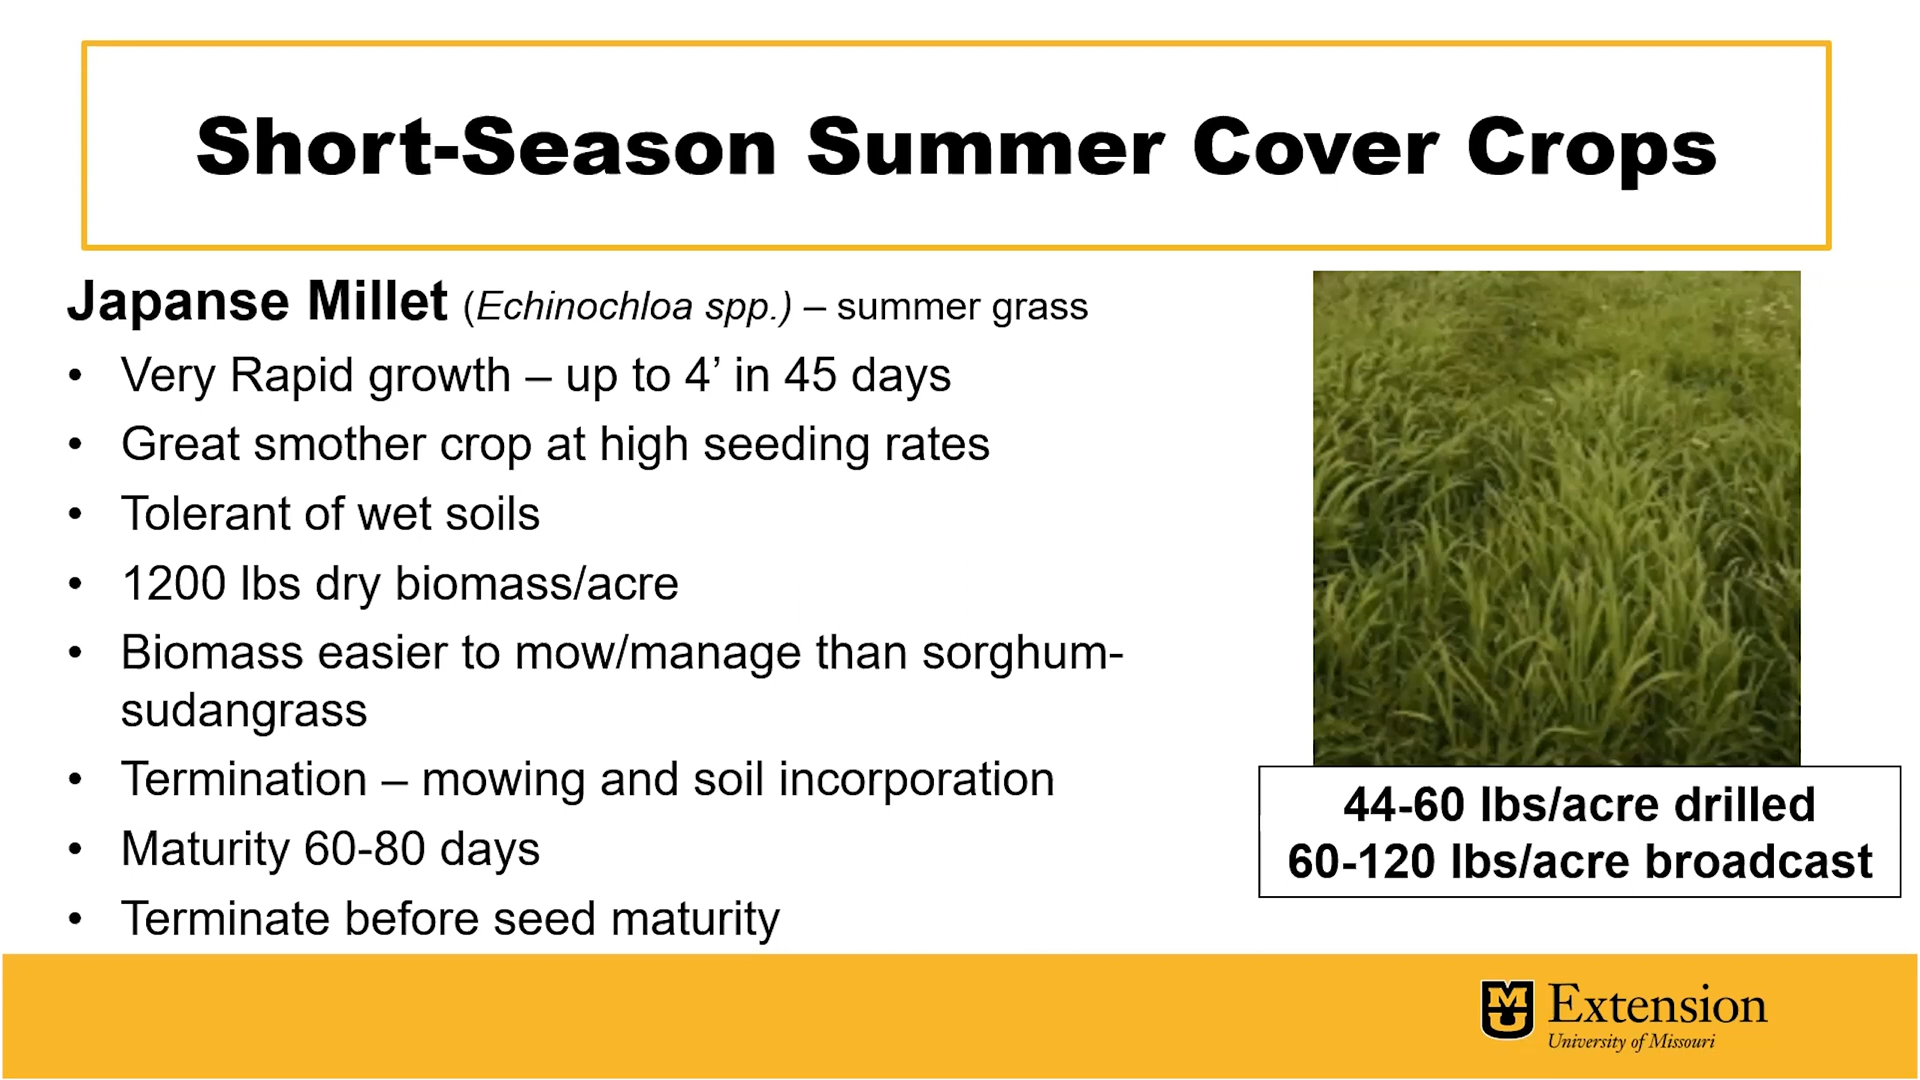 Short-Season Summer Cover Crops
Japanse Millet (Echinochloa spp.) – summer grass
• Very Rapid growth – up to 4’ in 45 days
• Great smother crop at high seeding rates
• Tolerant of wet soils
• 1200 lbs dry biomass/acre
• Biomass easier to mow/manage than sorghum-
sudangrass
• Termination – mowing and soil incorporation
• Maturity 60-80 days
• Terminate before seed maturity
44-60 lbs/acre drilled
60-120 lbs/acre broadcast
MU Extension
University of Missouri